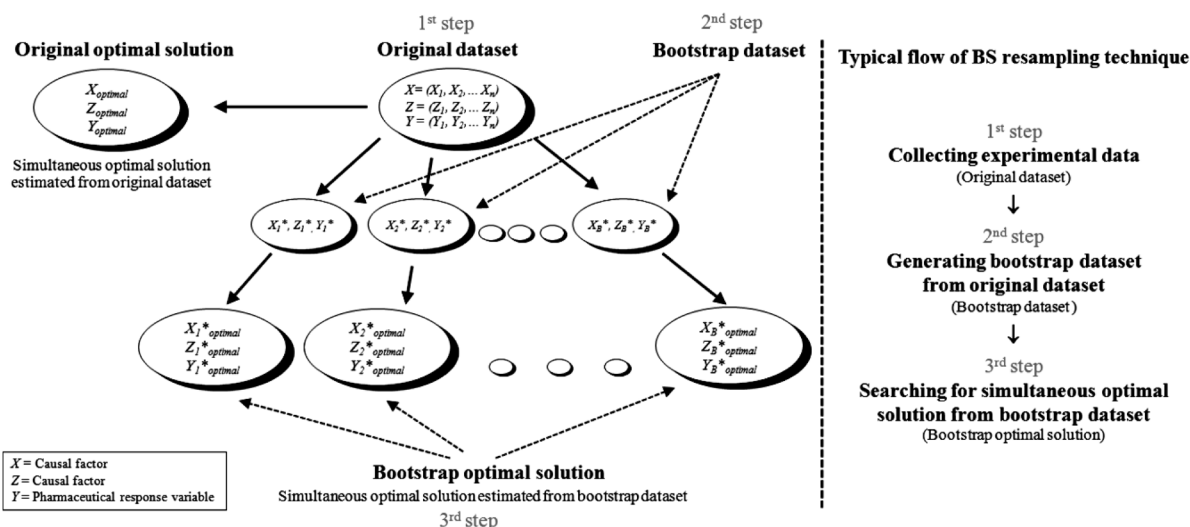 1st step
2nd step
Original optimal solution
Original dataset
Bootstrap dataset
Xoptimal
Zoptimal
Yoptimal
X= (X1, X2, ... Xn)
Z = (Z1, Z2, ... Zn)
Y = (Y1, Y2, ... Yn)
Simultaneous optimal solution
estimated from original dataset
X1*, Z1*, Y1*
X2*, Z2*, Y2*
XB*, ZB*, YB*
X1*optimal
Z1*optimal
Y1*optimal
X2*optimal
Z2*optimal
Y2*optimal
XB*optimal
ZB*optimal
YB*optimal
Bootstrap optimal solution
Simultaneous optimal solution estimated from bootstrap dataset
3rd step
X = Causal factor
Z = Causal factor
Y = Pharmaceutical response variable
Typical flow of BS resampling technique
1st step
Collecting experimental data
(Original dataset)
↓
2nd step
Generating bootstrap dataset
from original dataset
(Bootstrap dataset )
↓
3rd step
Searching for simultaneous optimal
solution from bootstrap dataset
(Bootstrap optimal solution)